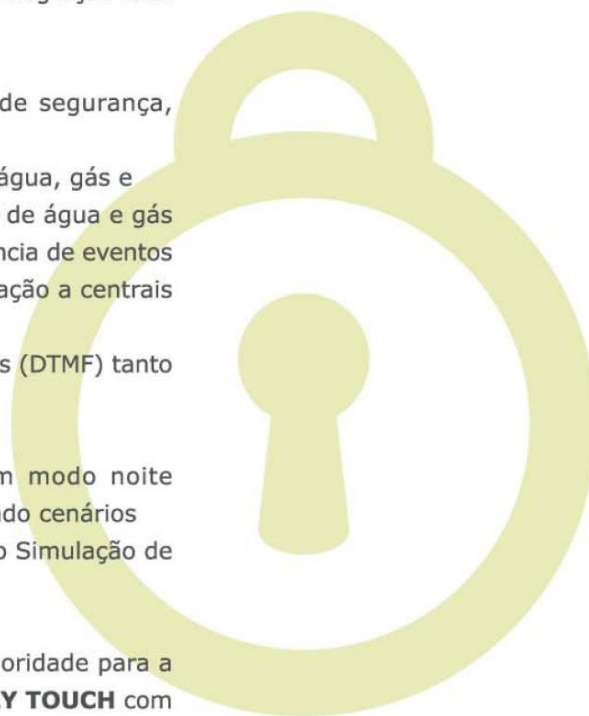 de segurança,
água, gás e
de água e gás
ncia de eventos
ação a centrais
s (DTMF) tanto
m modo noite
do cenários
o Simulação de
oridade para a
Y TOUCH com